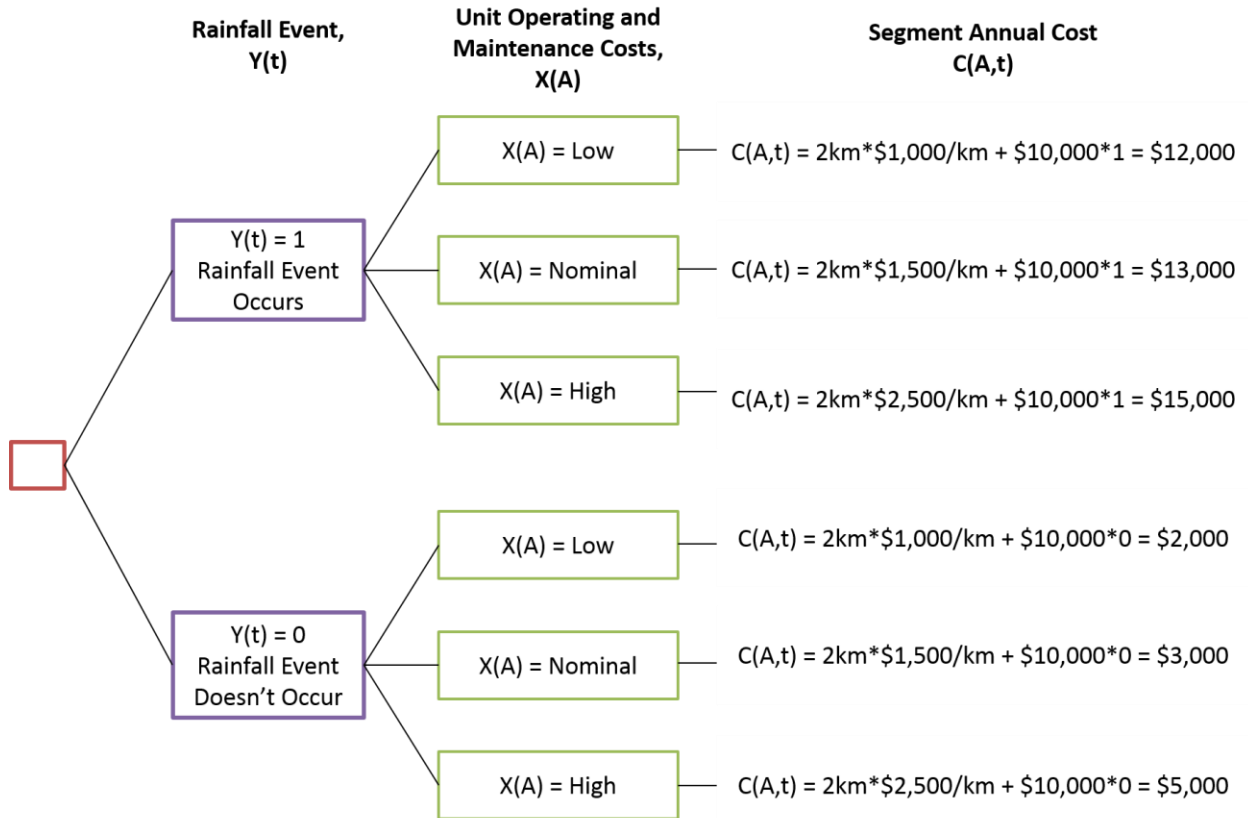 Rainfall Event,
Y(t)
Unit Operating and
Maintenance Costs,
X(A)
Segment Annual Cost
C(A,t)
Y(t) = 1
Rainfall Event
Occurs
X(A) = Low
C(A,t) = 2km*$1,000/km + $10,000*1 = $12,000
X(A) = Nominal
C(A,t) = 2km*$1,500/km + $10,000*1 = $13,000
X(A) = High
C(A,t) = 2km*$2,500/km + $10,000*1 = $15,000
Y(t) = 0
Rainfall Event
Doesn’t Occur
X(A) = Low
C(A,t) = 2km*$1,000/km + $10,000*0 = $2,000
X(A) = Nominal
C(A,t) = 2km*$1,500/km + $10,000*0 = $3,000
X(A) = High
C(A,t) = 2km*$2,500/km + $10,000*0 = $5,000